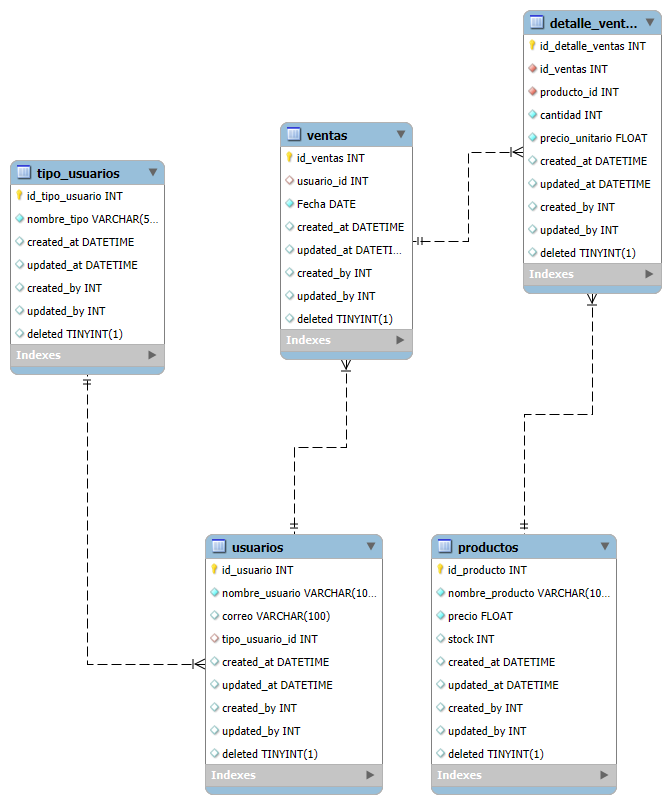 tipo_usuarios
id_tipo_usuario INT
nombre_tipo VARCHAR(5...
created_at DATETIME
updated_at DATETIME
created_by INT
updated_by INT
deleted TINYINT(1)
Indexes
ventas
id_ventas INT
usuario_id INT
Fecha DATE
created_at DATETIME
updated_at DATETI...
created_by INT
updated_by INT
deleted TINYINT(1)
Indexes
detalle_vent...
id_detalle_ventas INT
id_ventas INT
producto_id INT
cantidad INT
precio_unitario FLOAT
created_at DATETIME
updated_at DATETIME
created_by INT
updated_by INT
deleted TINYINT(1)
Indexes
usuarios
id_usuario INT
nombre_usuario VARCHAR(10...
correo VARCHAR(100)
tipo_usuario_id INT
created_at DATETIME
updated_at DATETIME
created_by INT
updated_by INT
deleted TINYINT(1)
Indexes
productos
id_producto INT
nombre_producto VARCHAR(10...
precio FLOAT
stock INT
created_at DATETIME
updated_at DATETIME
created_by INT
updated_by INT
deleted TINYINT(1)
Indexes